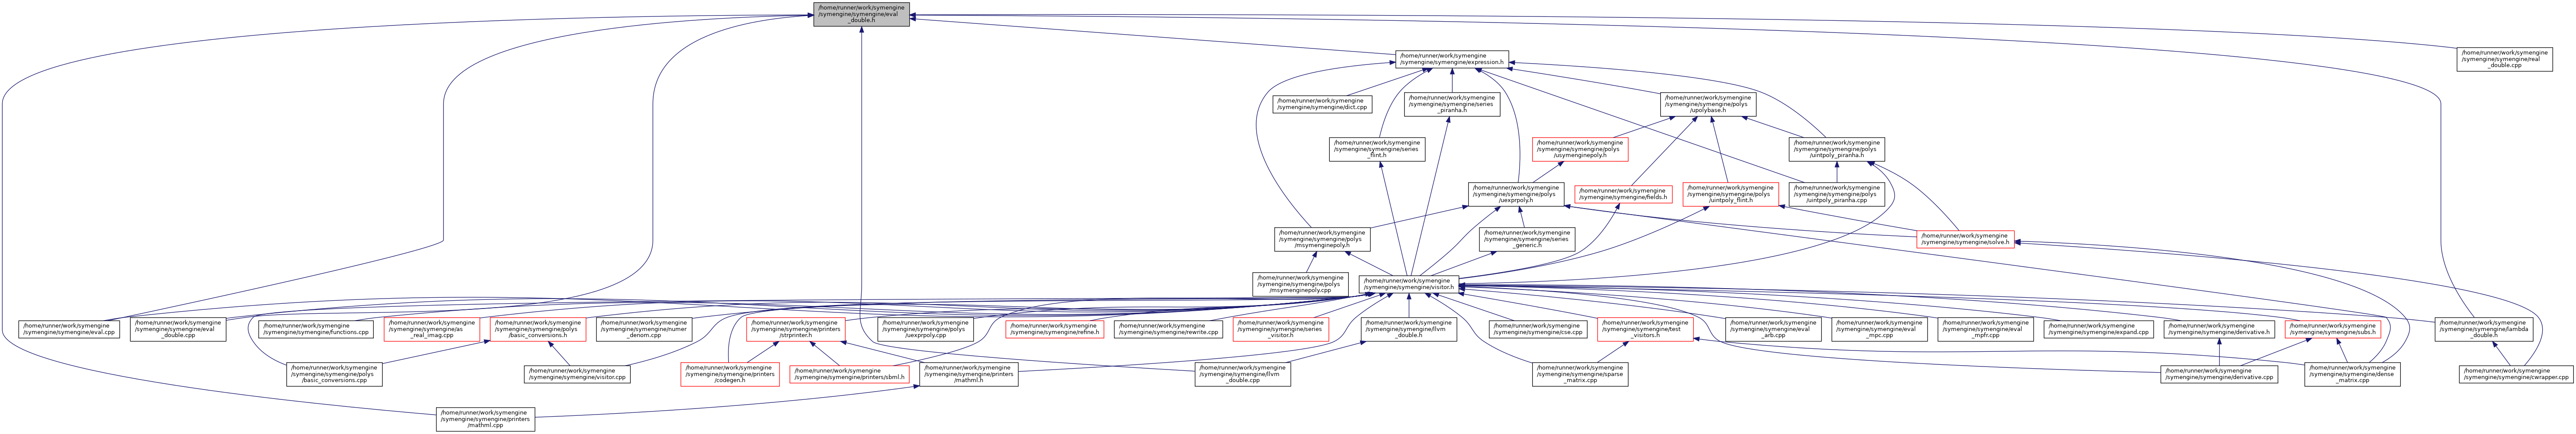 /home/runner/work/symengine
/symengine/symengine/eval
_double.h
/home/runner/work/symengine
/symengine/symengine/expression.h
/home/runner/work/symengine
/symengine/symengine/real
_double.cpp
/home/runner/work/symengine
/symengine/symengine/dict.cpp
/home/runner/work/symengine
/symengine/symengine/series
_piranha.h
/home/runner/work/symengine
/symengine/symengine/polys
/upolybase.h
/home/runner/work/symengine
/symengine/symengine/series
_flint.h
/home/runner/work/symengine
/symengine/symengine/polys
/usymenginepoly.h
/home/runner/work/symengine
/symengine/symengine/polys
/uintpoly_piranha.h
/home/runner/work/symengine
/symengine/symengine/polys
/uexprpoly.h
/home/runner/work/symengine
/symengine/symengine/fields.h
/home/runner/work/symengine
/symengine/symengine/polys
/uintpoly_flint.h
/home/runner/work/symengine
/symengine/symengine/polys
/uintpoly_piranha.cpp
/home/runner/work/symengine
/symengine/symengine/polys
/msymenginepoly.h
/home/runner/work/symengine
/symengine/symengine/series
_generic.h
/home/runner/work/symengine
/symengine/symengine/solve.h
/home/runner/work/symengine
/symengine/symengine/polys
/msymenginepoly.cpp
/home/runner/work/symengine
/symengine/symengine/visitor.h
/home/runner/work/symengine
/symengine/symengine/eval.cpp
/home/runner/work/symengine
/symengine/symengine/eval
_double.cpp
/home/runner/work/symengine
/symengine/symengine/functions.cpp
/home/runner/work/symengine
/symengine/symengine/as
_real_imag.cpp
/home/runner/work/symengine
/symengine/symengine/polys
/basic_conversions.h
/home/runner/work/symengine
/symengine/symengine/numer
_denom.cpp
/home/runner/work/symengine
/symengine/symengine/printers
/strprinter.h
/home/runner/work/symengine
/symengine/symengine/polys
/uexprpoly.cpp
/home/runner/work/symengine
/symengine/symengine/refine.h
/home/runner/work/symengine
/symengine/symengine/rewrite.cpp
/home/runner/work/symengine
/symengine/symengine/series
_visitor.h
/home/runner/work/symengine
/symengine/symengine/llvm
_double.h
/home/runner/work/symengine
/symengine/symengine/cse.cpp
/home/runner/work/symengine
/symengine/symengine/test
_visitors.h
/home/runner/work/symengine
/symengine/symengine/eval
_arb.cpp
/home/runner/work/symengine
/symengine/symengine/eval
_mpc.cpp
/home/runner/work/symengine
/symengine/symengine/eval
_mpfr.cpp
/home/runner/work/symengine
/symengine/symengine/expand.cpp
/home/runner/work/symengine
/symengine/symengine/derivative.h
/home/runner/work/symengine
/symengine/symengine/subs.h
/home/runner/work/symengine
/symengine/symengine/lambda
_double.h
/home/runner/work/symengine
/symengine/symengine/polys
/basic_conversions.cpp
/home/runner/work/symengine
/symengine/symengine/visitor.cpp
/home/runner/work/symengine
/symengine/symengine/printers
/codegen.h
/home/runner/work/symengine
/symengine/symengine/printers/sbml.h
/home/runner/work/symengine
/symengine/symengine/printers
/mathml.h
/home/runner/work/symengine
/symengine/symengine/llvm
_double.cpp
/home/runner/work/symengine
/symengine/symengine/sparse
_matrix.cpp
/home/runner/work/symengine
/symengine/symengine/derivative.cpp
/home/runner/work/symengine
/symengine/symengine/dense
_matrix.cpp
/home/runner/work/symengine
/symengine/symengine/cwrapper.cpp
/home/runner/work/symengine
/symengine/symengine/printers
/mathml.cpp